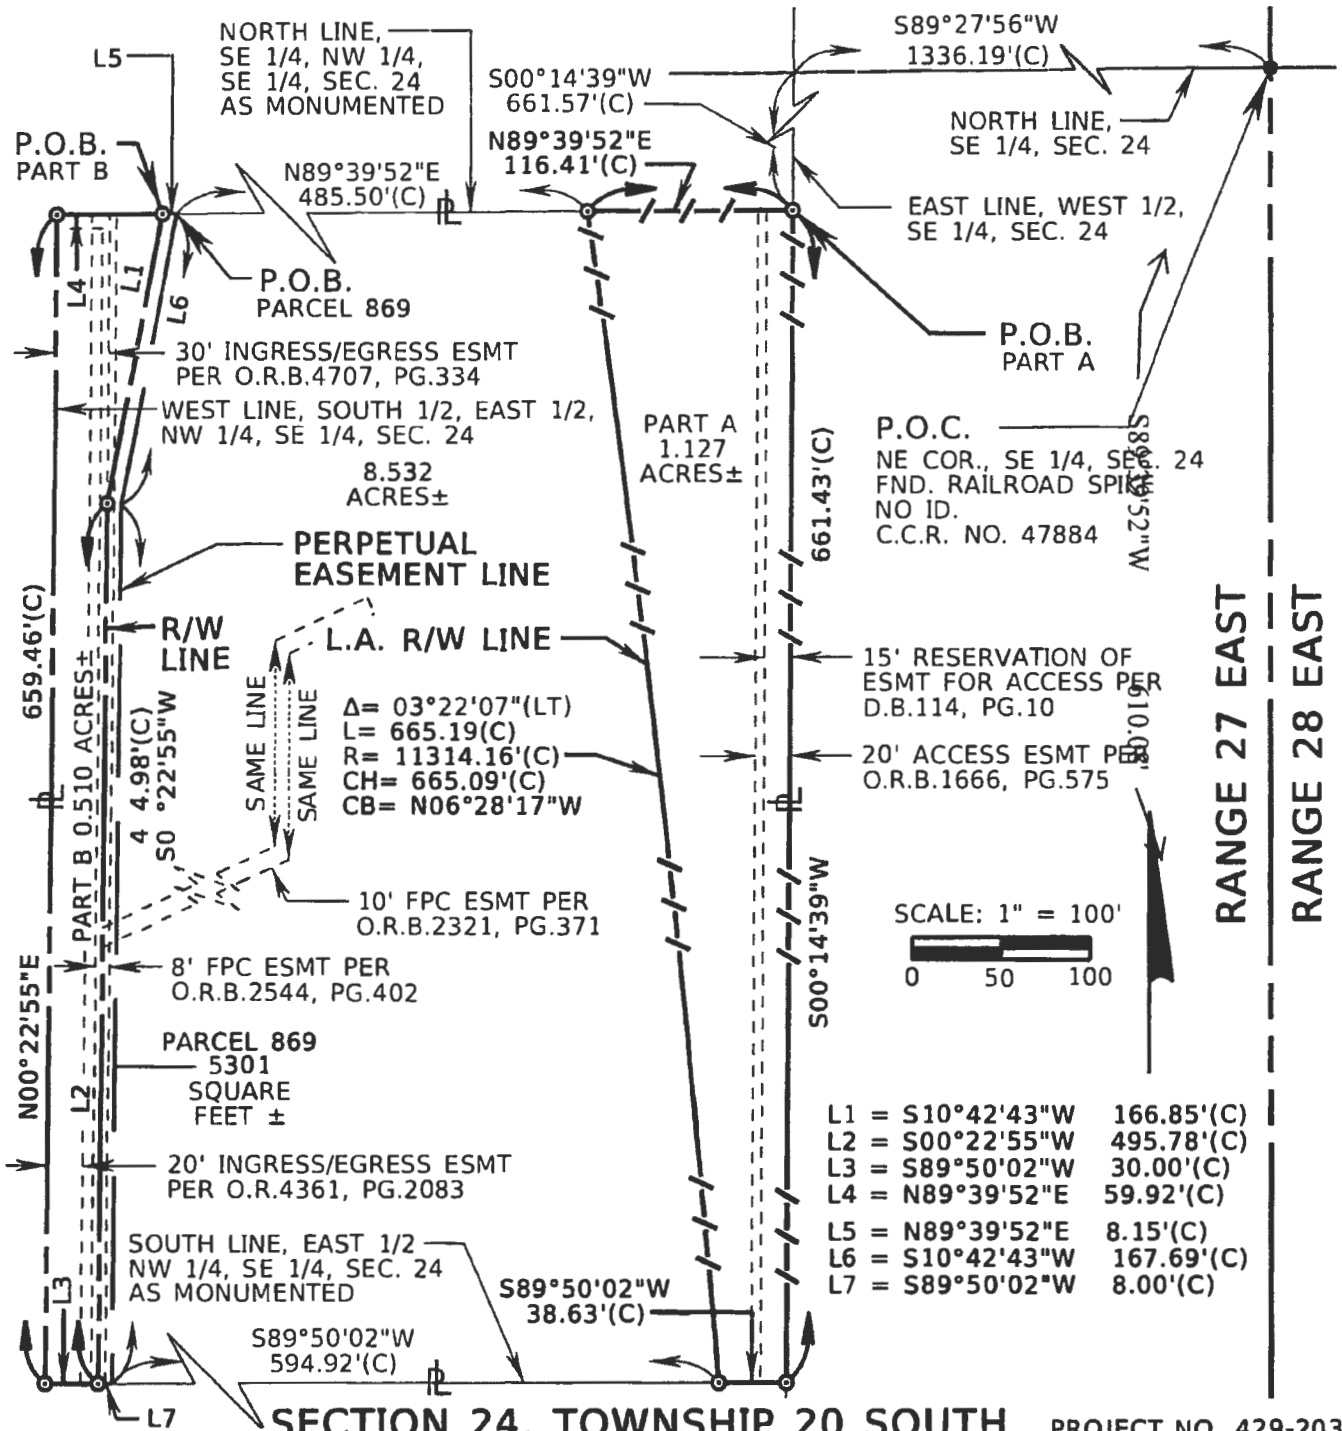 S89°27'56"W
1336.19'(C)
NORTH LINE,
SE 1/4, NW 1/4,
SE 1/4, SEC. 24
AS MONUMENTED
L5
S00°14'39"W
661.57'(C)
NORTH LINE,
SE 1/4, SEC. 24
P.O.B.
PART B
N89°39'52"E
485.50'(C)
N89°39'52"E
116.41'(C)
EAST LINE, WEST 1/2,
SE 1/4, SEC. 24
L4
L1
L6
P.O.B.
PARCEL 869
P.O.B.
PART A
30' INGRESS/EGRESS ESMT
PER O.R.B.4707, PG.334
WEST LINE, SOUTH 1/2, EAST 1/2,
NW 1/4, SE 1/4, SEC. 24
8.532
ACRES±
PART A
1.127
ACRES±
661.43'(C)
P.O.C.
NE COR., SE 1/4, SEC. 24
FND. RAILROAD SPIKE
NO ID.
C.C.R. NO. 47884
PERPETUAL
EASEMENT LINE
659.46'(C)
R/W
LINE
L.A. R/W LINE
PART B 0.510 ACRES±
SAME LINE
SAME LINE
Δ= 03°22'07"(LT)
L= 665.19(C)
R= 11314.16'(C)
CH= 665.09'(C)
CB= N06°28'17"W
15' RESERVATION OF
ESMT FOR ACCESS PER
D.B.114, PG.10
20' ACCESS ESMT PER
O.R.B.1666, PG.575
RANGE 27 EAST
RANGE 28 EAST
10' FPC ESMT PER
O.R.B.2321, PG.371
S00°14'39"W
SCALE: 1" = 100'
0 50 100
8' FPC ESMT PER
O.R.B.2544, PG.402
N00°22'55"E
PARCEL 869
5301
SQUARE
FEET ±
L2
20' INGRESS/EGRESS ESMT
PER O.R.4361, PG.2083
L1 = S10°42'43"W 166.85'(C)
L2 = S00°22'55"W 495.78'(C)
L3 = S89°50'02"W 30.00'(C)
L4 = N89°39'52"E 59.92'(C)
L5 = N89°39'52"E 8.15'(C)
L6 = S10°42'43"W 167.69'(C)
L7 = S89°50'02"W 8.00'(C)
SOUTH LINE, EAST 1/2
NW 1/4, SE 1/4, SEC. 24
AS MONUMENTED
L3
S89°50'02"W
38.63'(C)
S89°50'02"W
594.92'(C)
L7
SECTION 24, TOWNSHIP 20 SOUTH
PROJECT NO. 429-203